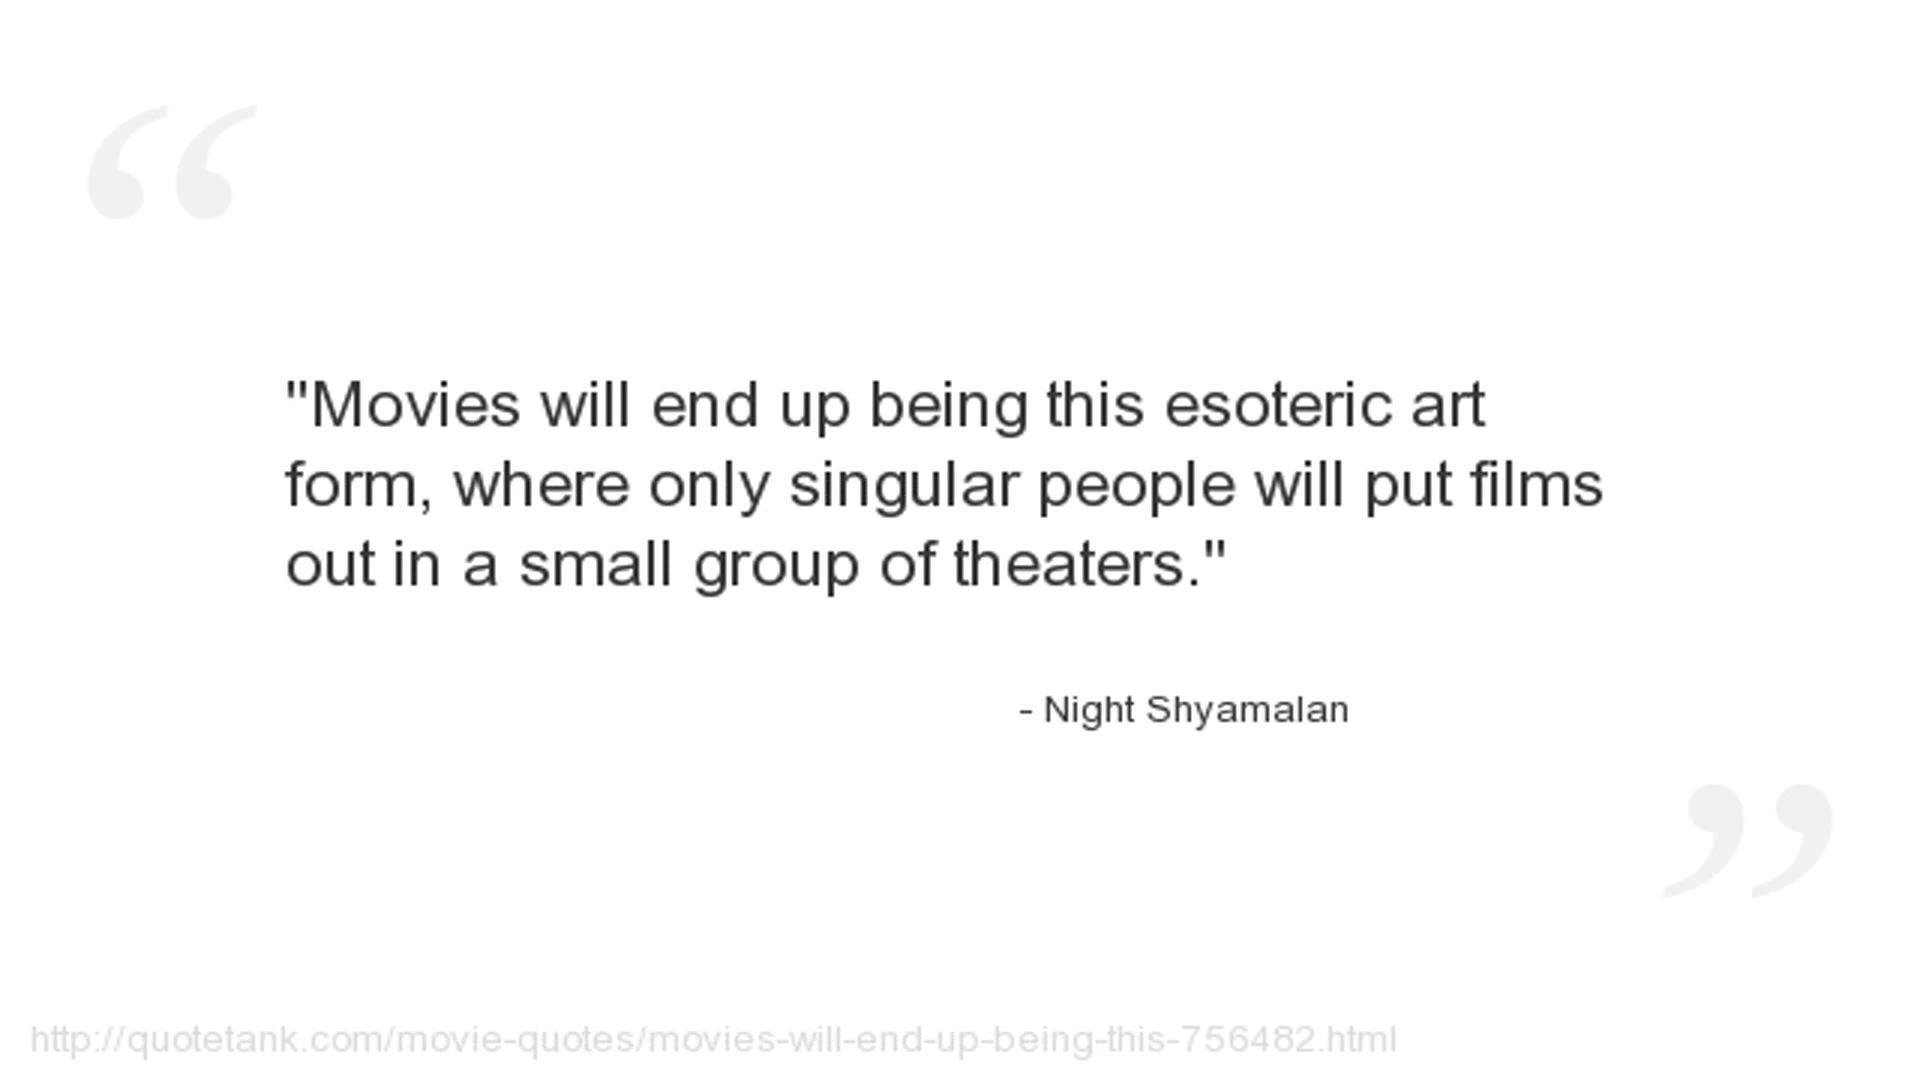 “
"Movies will end up being this esoteric art
form, where only singular people will put films
out in a small group of theaters."
- Night Shyamalan
”
http://quotetank.com/movie-quotes/movies-will-end-up-being-this-756482.html